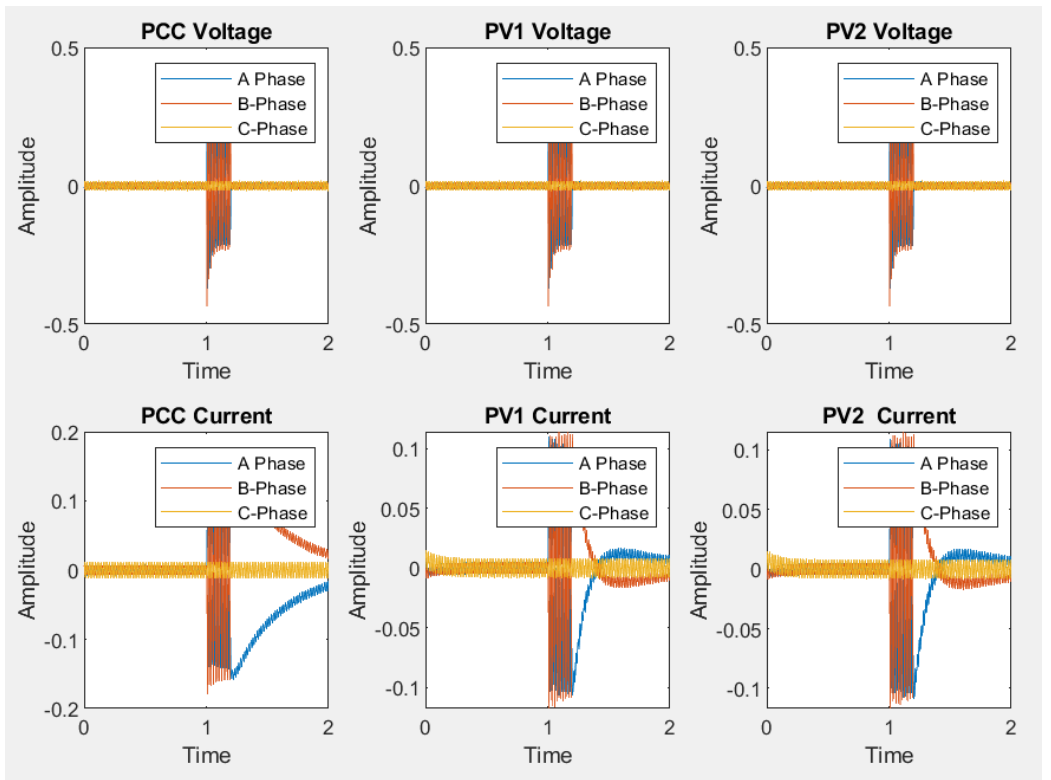 PCC Voltage
0.5
0
-0.5
Amplitude
A Phase
B-Phase
C-Phase
0
1
2
Time
PV1 Voltage
0.5
0
-0.5
Amplitude
A Phase
B-Phase
C-Phase
0
1
2
Time
PV2 Voltage
0.5
0
-0.5
Amplitude
A Phase
B-Phase
C-Phase
0
1
2
Time
PCC Current
0.2
0.1
0
-0.1
-0.2
Amplitude
A Phase
B-Phase
C-Phase
0
1
2
Time
PV1 Current
0.1
0.05
0
-0.05
-0.1
Amplitude
A Phase
B-Phase
C-Phase
0
1
2
Time
PV2  Current
0.1
0.05
0
-0.05
-0.1
Amplitude
A Phase
B-Phase
C-Phase
0
1
2
Time